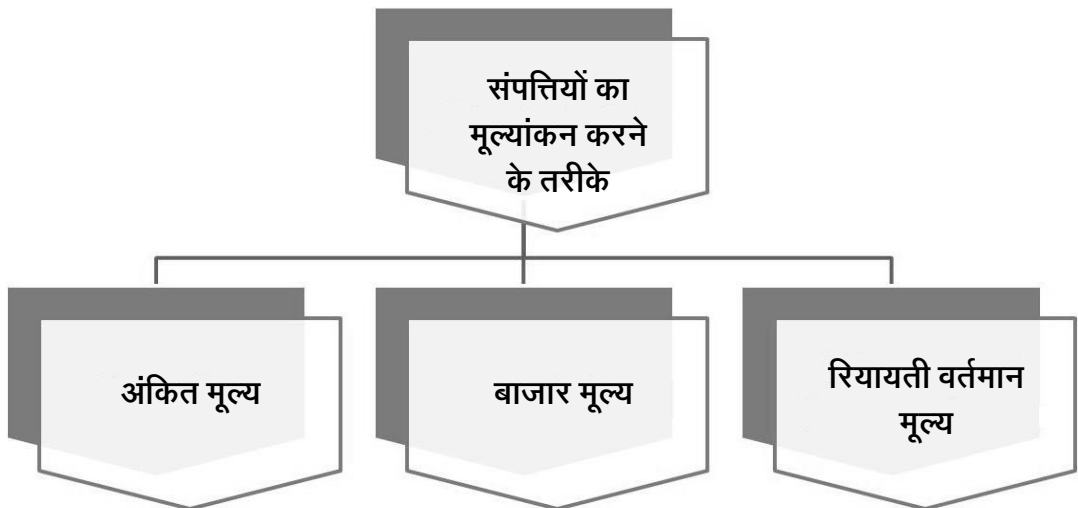 संपत्तियों का
मूल्यांकन करने
के तरीके
अंकित मूल्य
बाजार मूल्य
रियायती वर्तमान
मूल्य